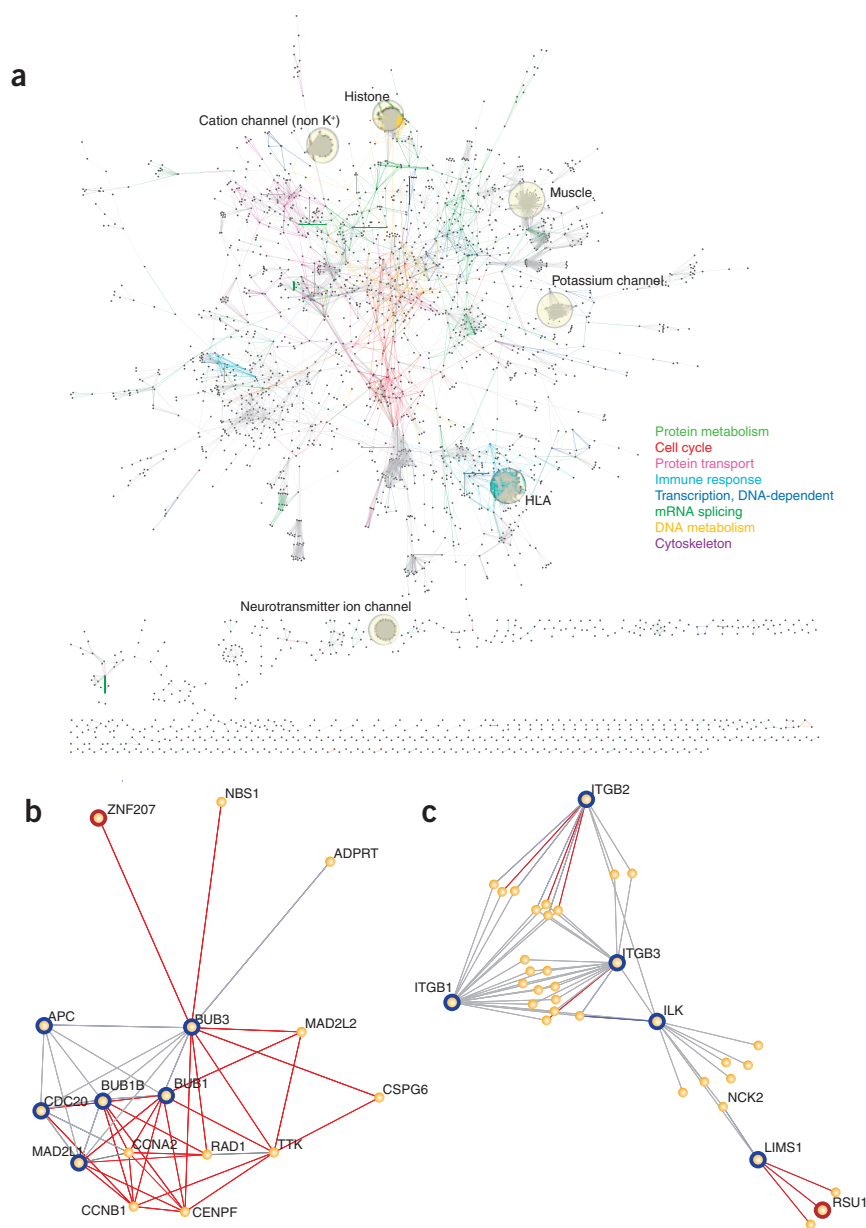 a
Histone
Cation channel (non K⁺)
Muscle
Potassium channel
Protein metabolism
Cell cycle
Protein transport
Immune response
Transcription, DNA-dependent
mRNA splicing
DNA metabolism
Cytoskeleton
HLA
Neurotransmitter ion channel
b
ZNF207
NBS1
ADPRT
APC
BUB3
MAD2L2
BUB1B
BUB1
CSPG6
CDC20
CCNA2
RAD1
TTK
MAD2L1
CCNB1
CENPF
c
ITGB2
ITGB3
ITGB1
ILK
NCK2
LIMS1
RSU1